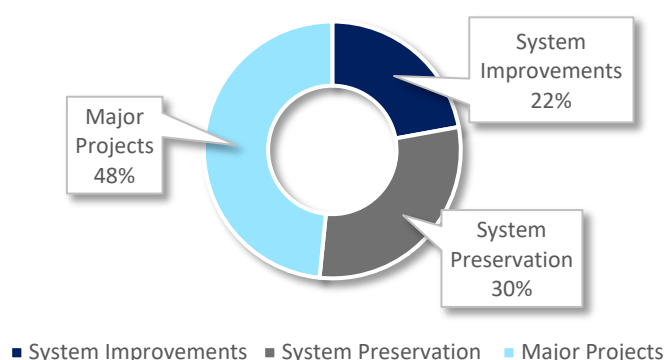 System
Improvements
22%
Major
Projects
48%
System
Preservation
30%
System Improvements System Preservation Major Projects